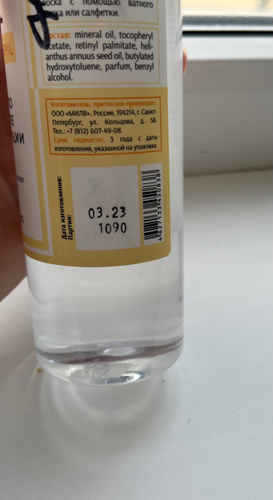 воска с помощью ватного
диска или салфетки.
Состав: mineral oil, tocopheryl
acetate, retinyl palmitate, heli-
anthus annuus seed oil, butylated
hydroxytoluene, parfum, benzyl
alcohol.
Изготовитель, претензии принимает:
ООО «МИЛВ». Россия, 194214, г. Санкт-
Петербург, ул. Кольцова, д. 58.
Тел.: +7 (812) 607-49-08.
Срок годности: 3 года с даты
изготовления, указанной на упаковке.
Дата изготовления:
Партия:
03.23
1090